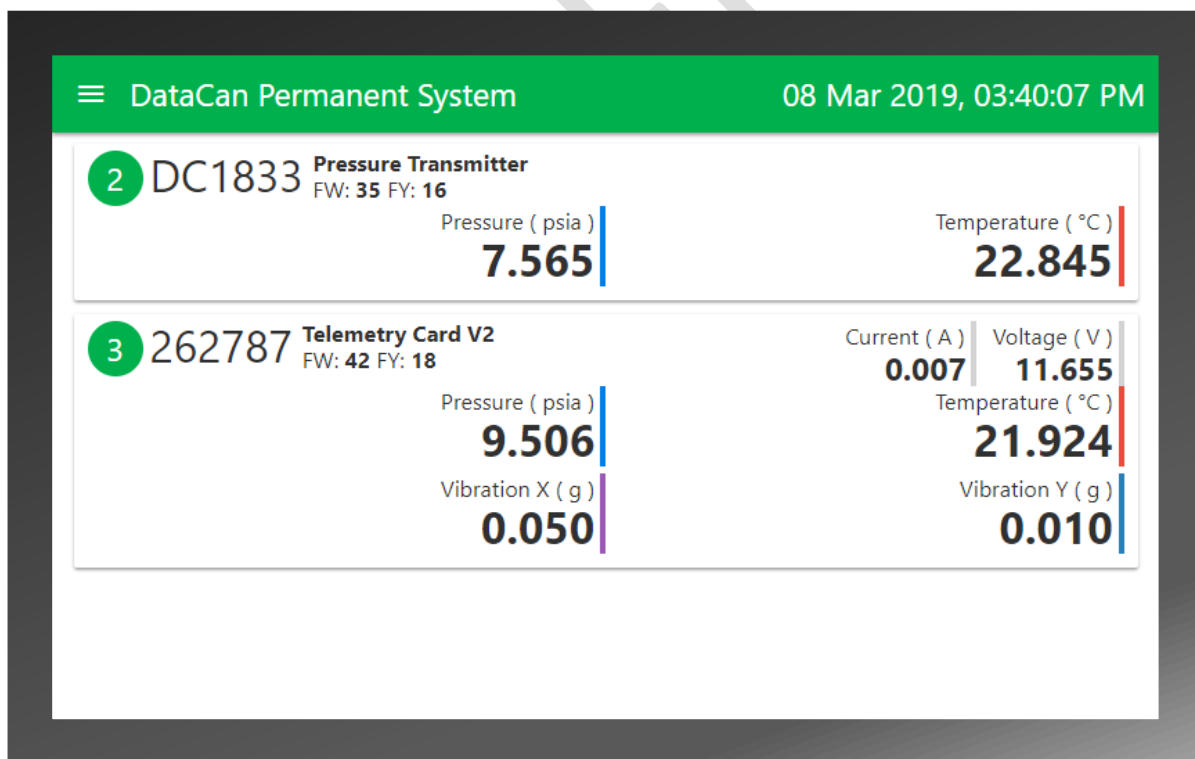 DataCan Permanent System 08 Mar 2019, 03:40:07 PM
2 DC1833 Pressure Transmitter
FW: 35 FY: 16
Pressure ( psia ) Temperature ( °C )
7.565 22.845
3 262787 Telemetry Card V2
FW: 42 FY: 18
Current ( A ) Voltage ( V )
0.007 11.655
Pressure ( psia ) Temperature ( °C )
9.506 21.924
Vibration X ( g ) Vibration Y ( g )
0.050 0.010